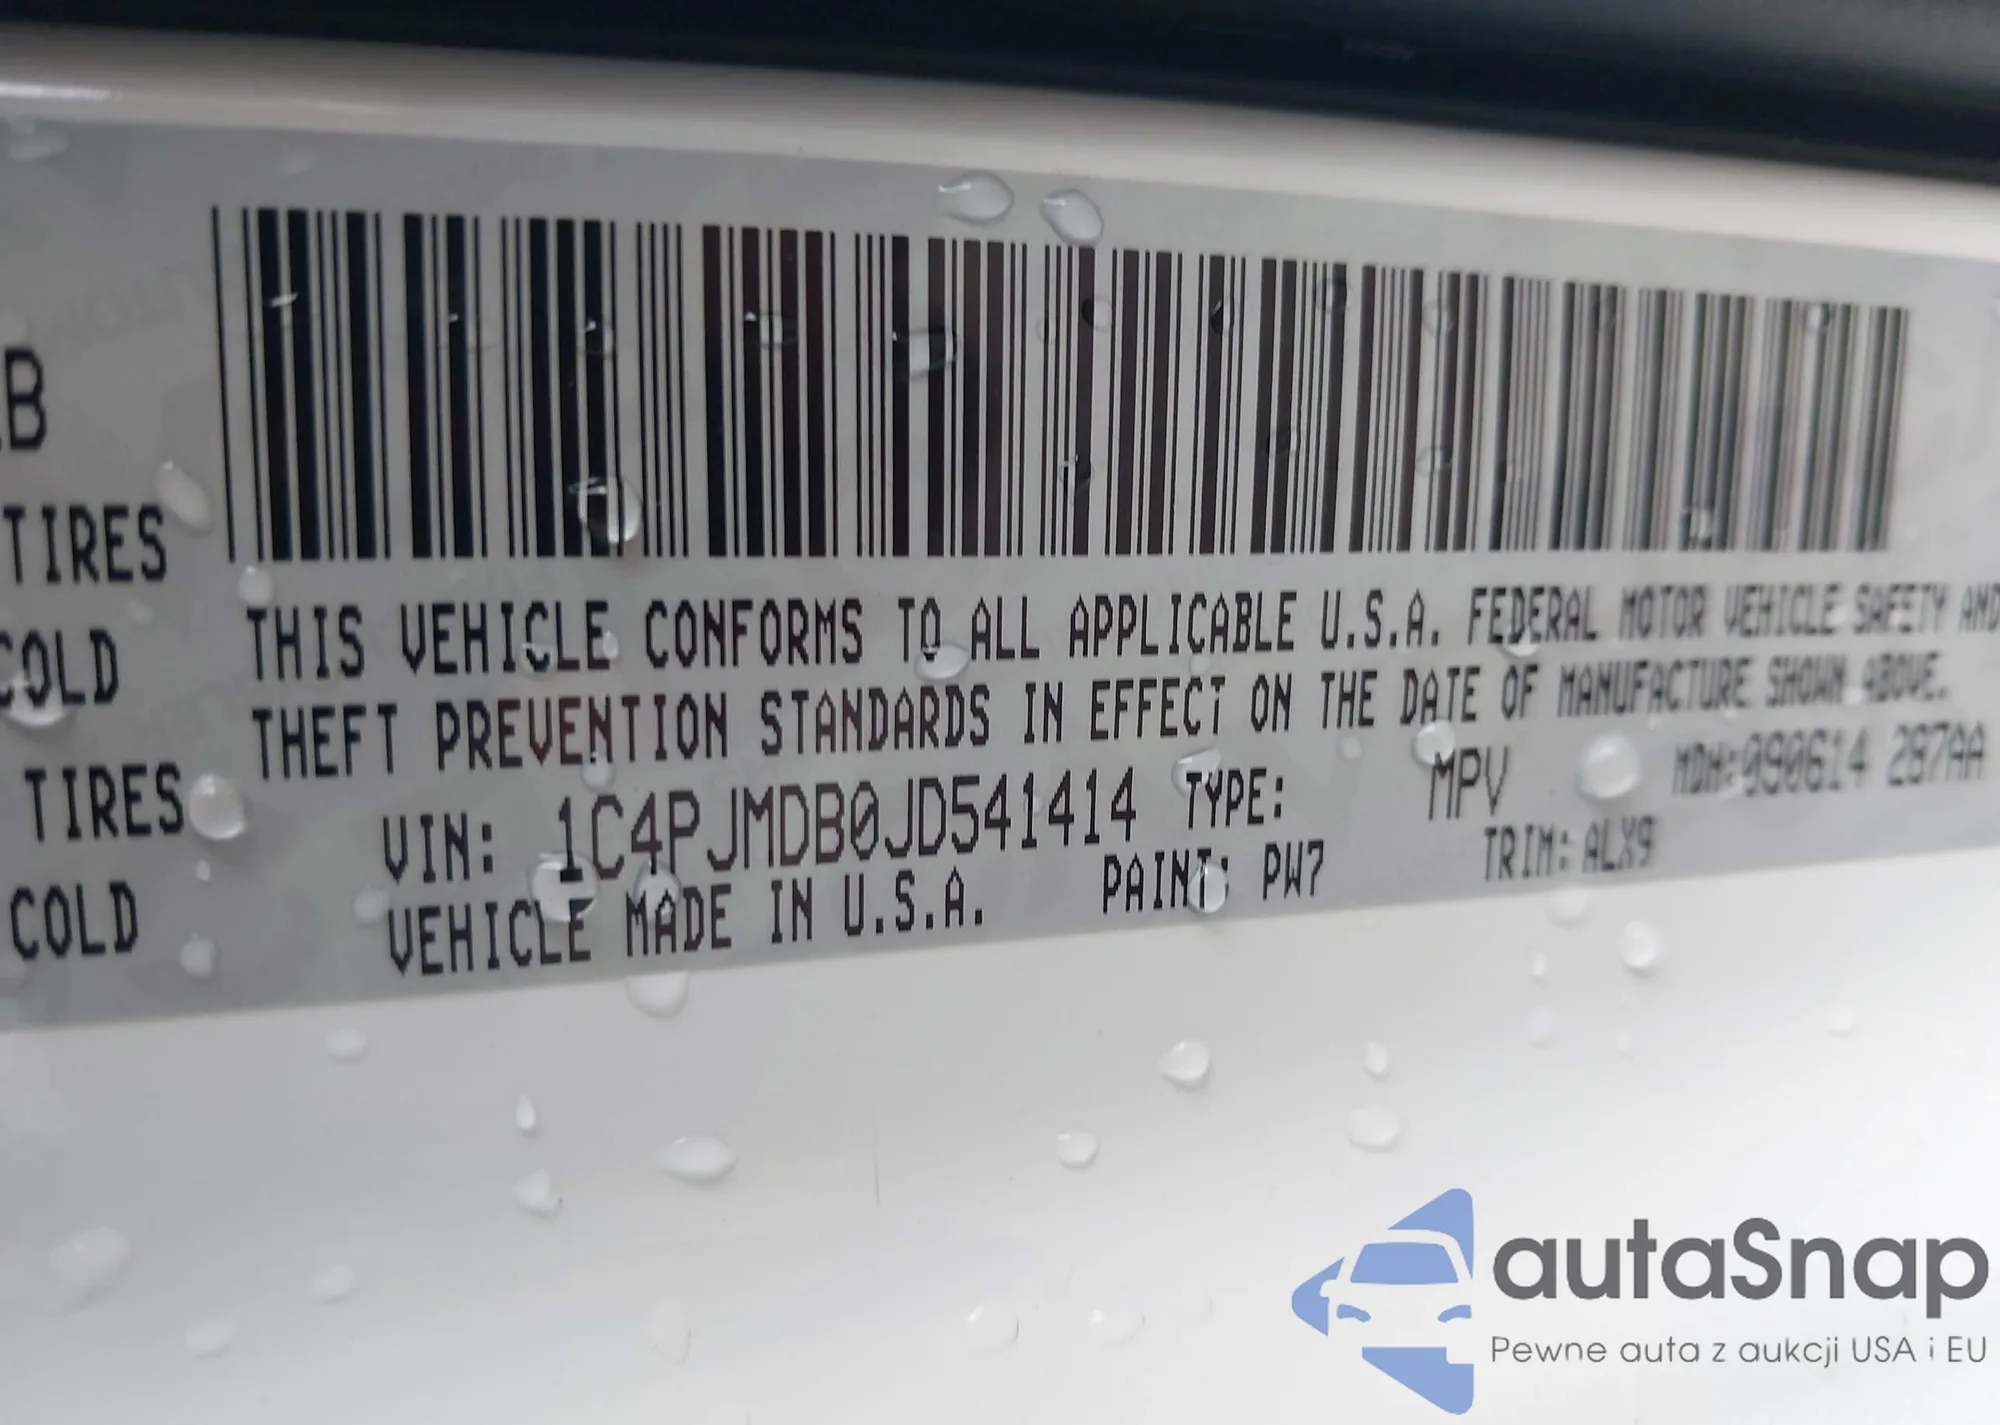 B
TIRES
COLD
TIRES
COLD
THIS VEHICLE CONFORMS TO ALL APPLICABLE U.S.A. FEDERAL MOTOR VEHICLE SAFETY AND
THEFT PREVENTION STANDARDS IN EFFECT ON THE DATE OF MANUFACTURE SHOWN ABOVE.
VIN: 1C4PJMDB0JD541414 TYPE: MPV MDH:090614 287AA
VEHICLE MADE IN U.S.A. PAINT: PW7 TRIM: ALX9
autaSnap
Pewne auta z aukcji USA i EU